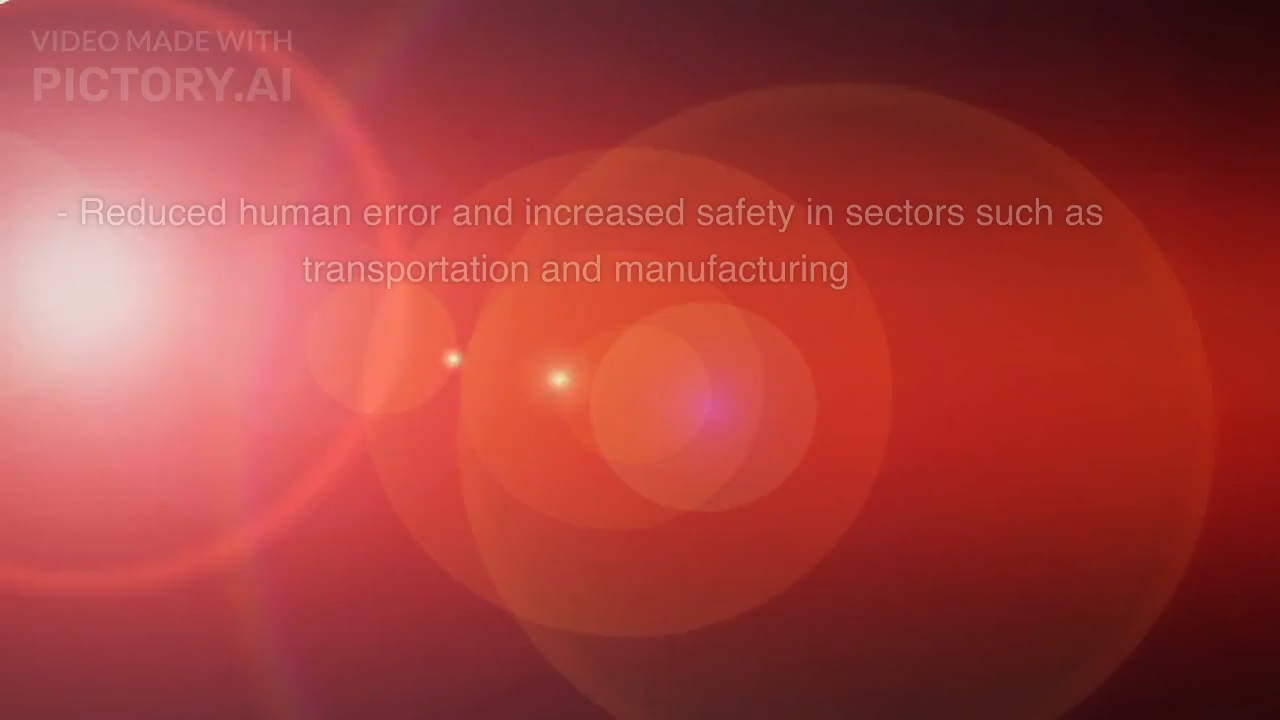 VIDEO MADE WITH
PICTORY.AI
- Reduced human error and increased safety in sectors such as
transportation and manufacturing